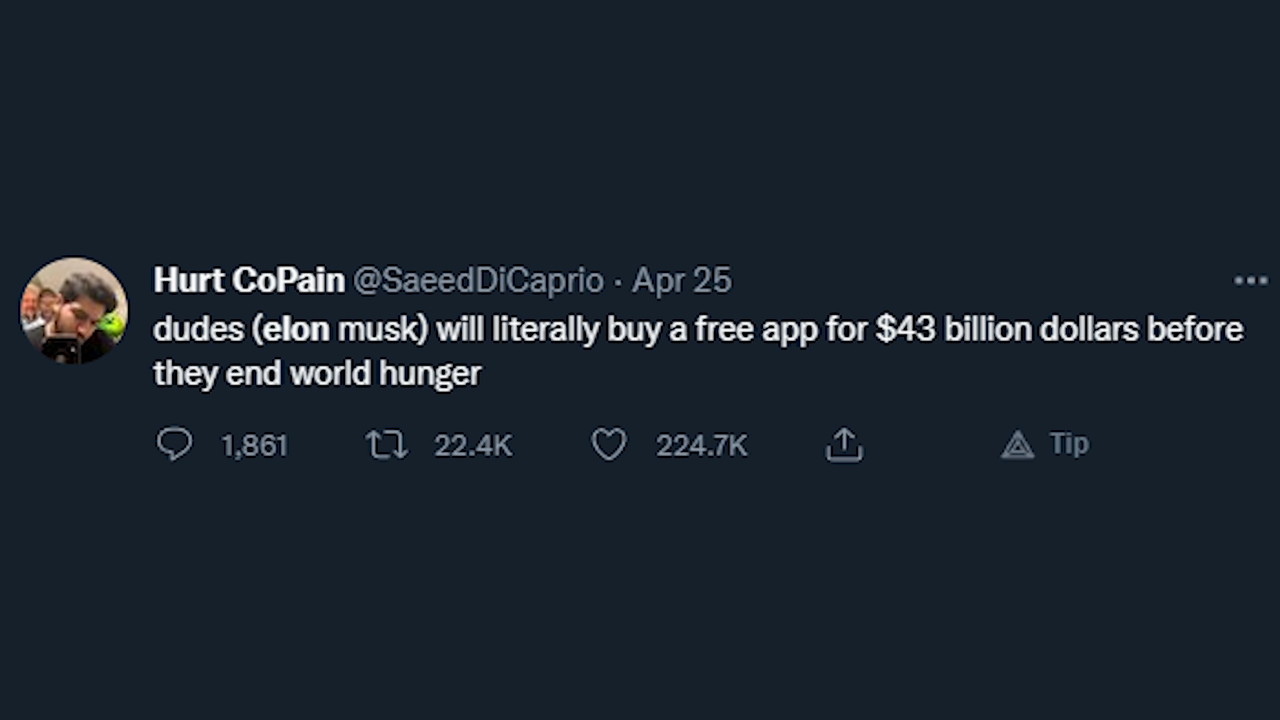 Hurt CoPain @SaeedDiCaprio · Apr 25
dudes (elon musk) will literally buy a free app for $43 billion dollars before
they end world hunger
1,861 22.4K 224.7K Tip